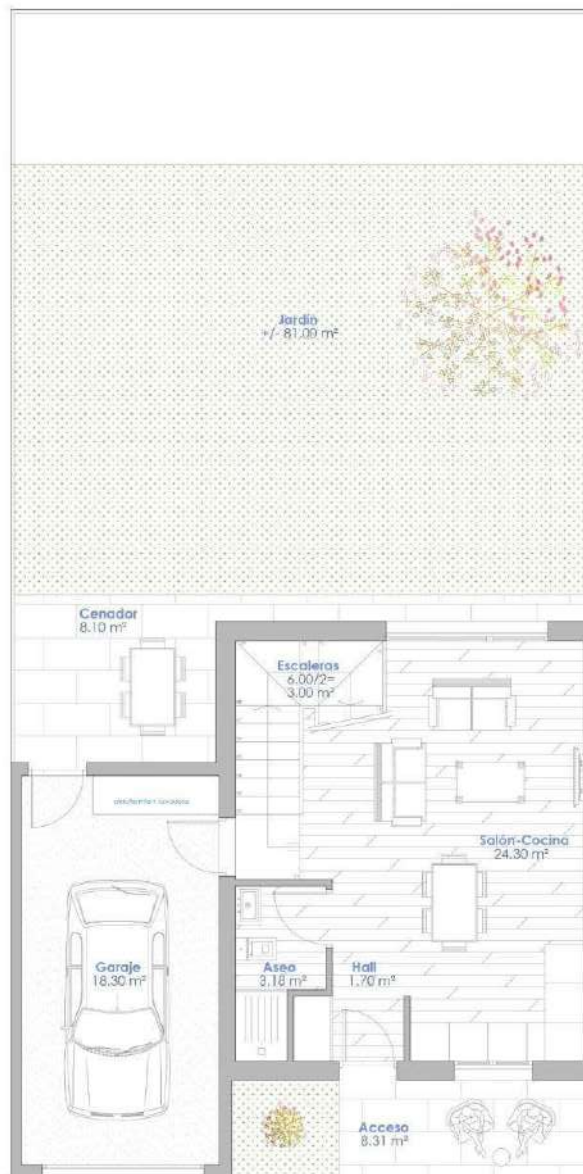 Jardín
+/- 81.00 m²
Cenador
8.10 m²
Escaleras
6.00/2=
3.00 m²
Salón-Cocina
24.30 m²
Garaje
18.30 m²
Aseo
3.18 m²
Hall
1.70 m²
Acceso
8.31 m²